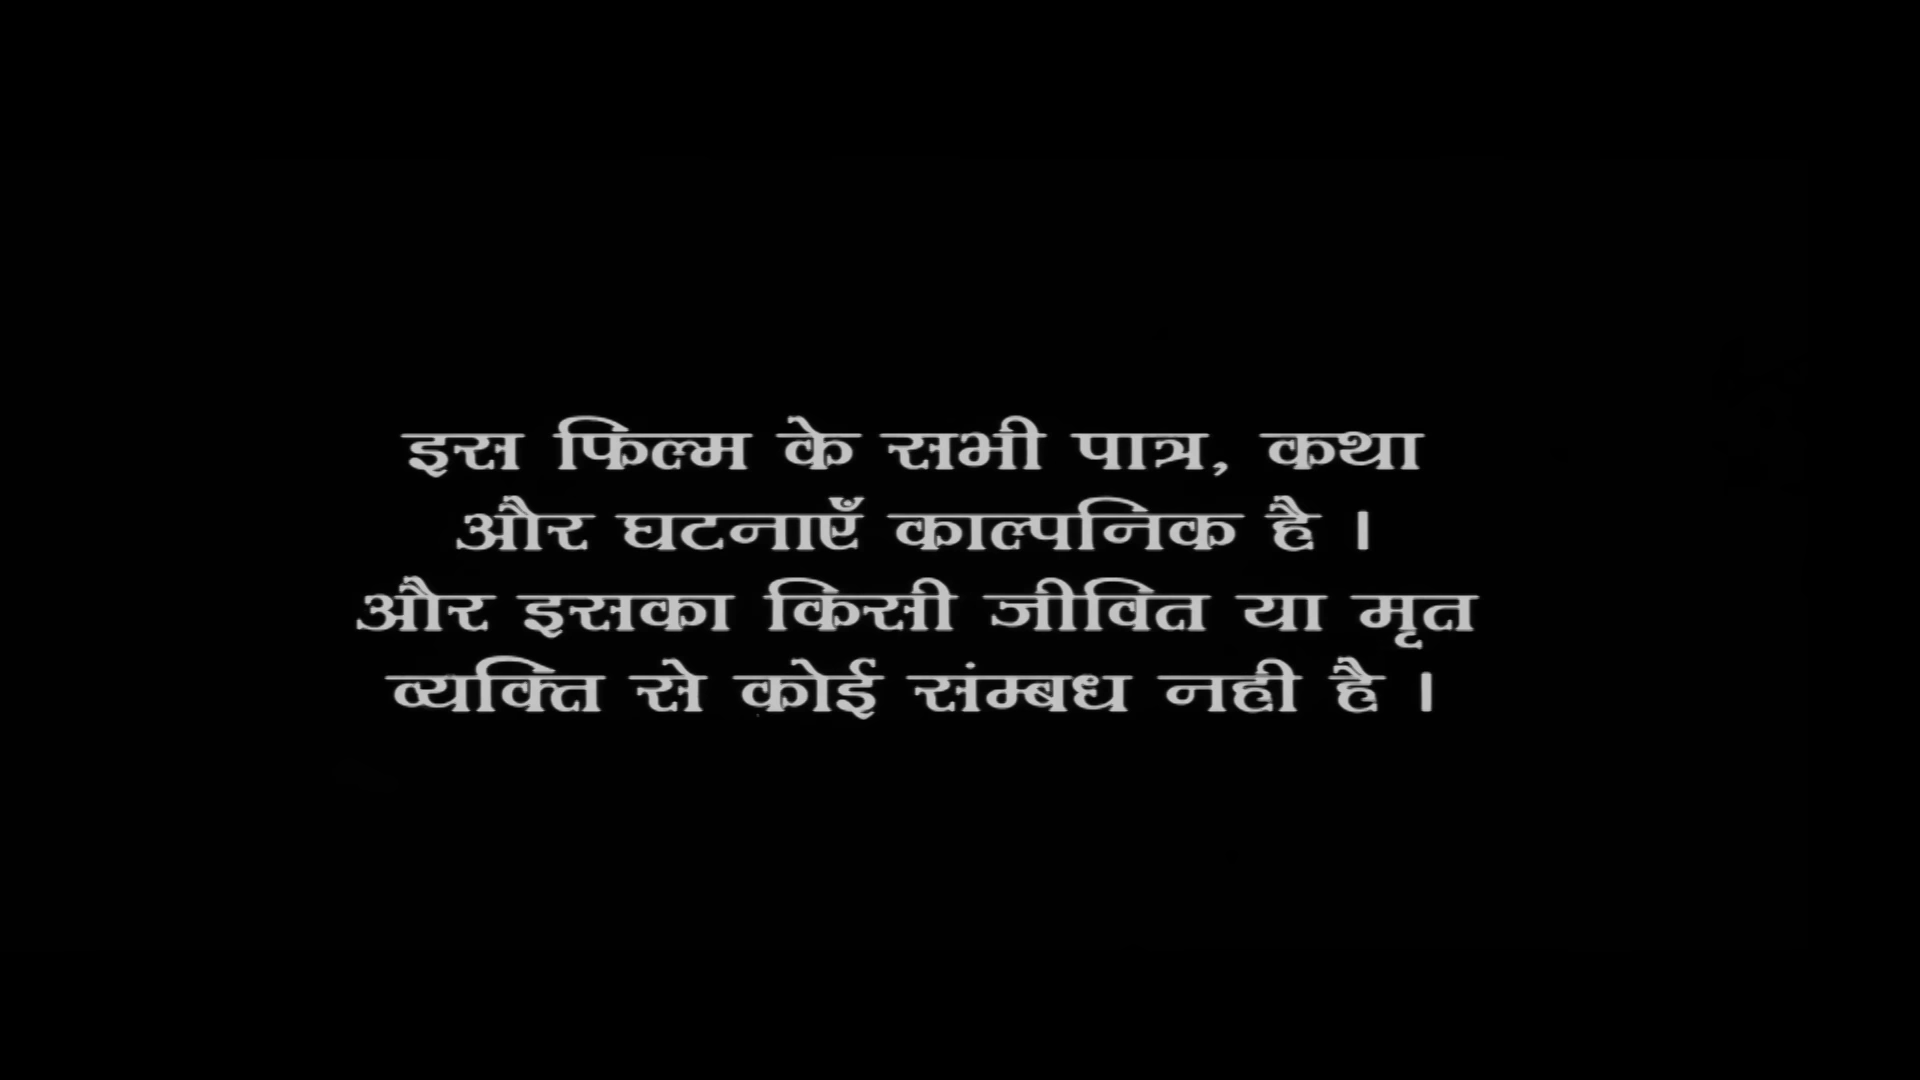 इस फिल्म के सभी पात्र, कथा
और घटनाएँ काल्पनिक है ।
और इसका किसी जीवित या मृत
व्यक्ति से कोई संम्बध नही है ।